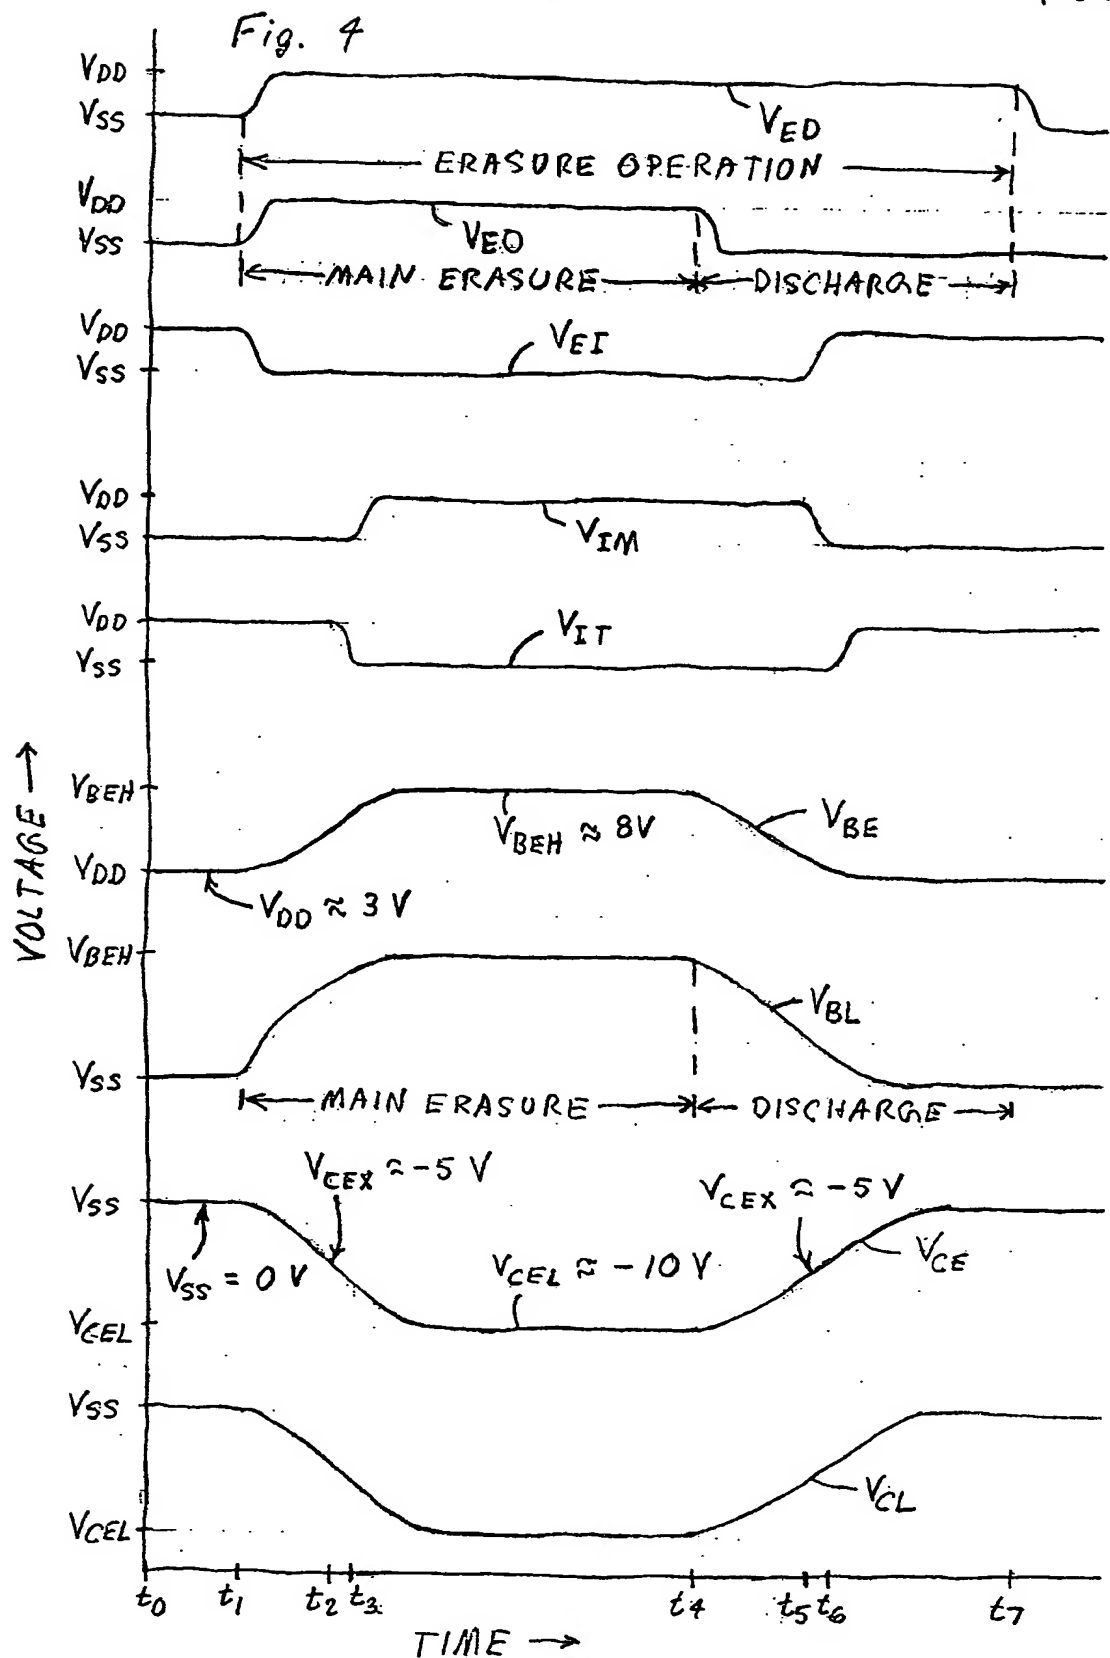 Fig. 4
VDD
VSS
VED
ERASURE OPERATION
VDD
VSS
VEO
MAIN ERASURE
DISCHARGE
VDD
VSS
VEI
VDD
VSS
VIM
VDD
VSS
VIT
VOLTAGE →
VBEH
VBEH ≈ 8V
VBE
VDD
VDD ≈ 3 V
VBEH
VBL
VSS
MAIN ERASURE
DISCHARGE
VCEX ≈ -5 V
VCEX ≈ -5 V
VSS
VSS = 0 V
VCEL ≈ -10 V
VCE
VCEL
VSS
VCL
VCEL
t0 t1 t2 t3 t4 t5 t6 t7
TIME →